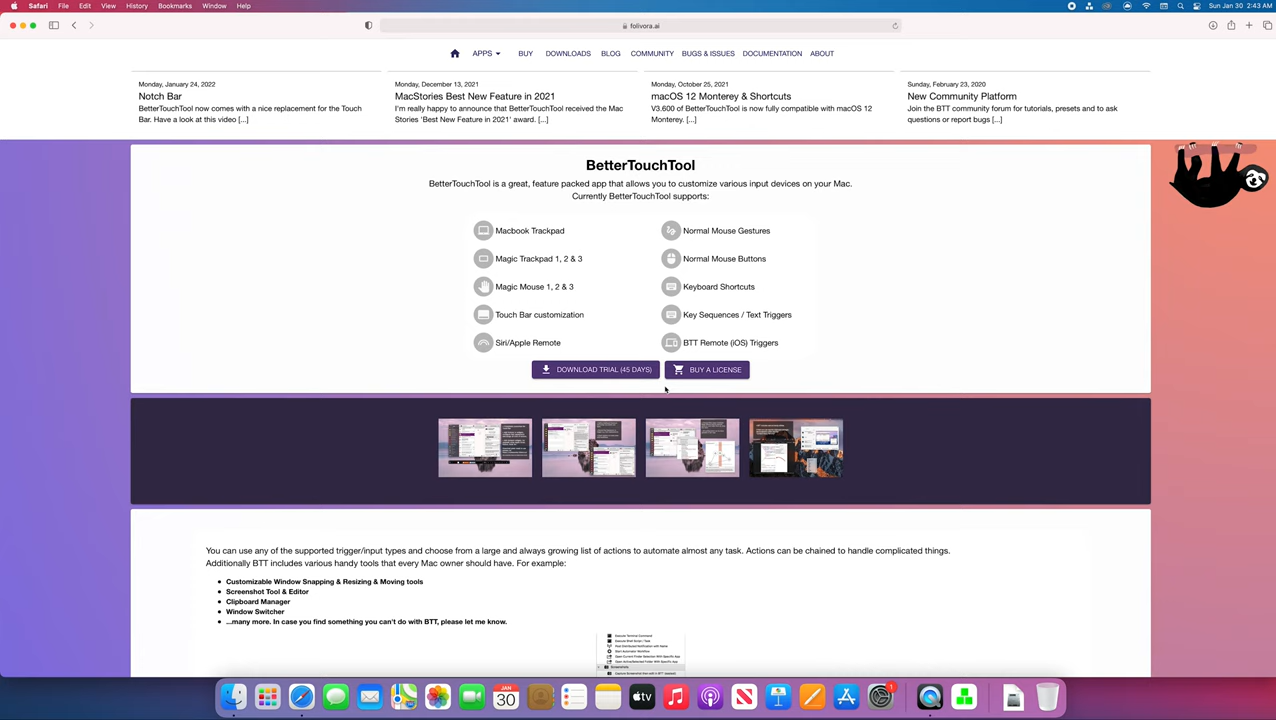 Safari File Edit View History Bookmarks Window Help Sun Jan 30 2:43 AM
folivora.ai
APPS BUY DOWNLOADS BLOG COMMUNITY BUGS & ISSUES DOCUMENTATION ABOUT
Monday, January 24, 2022
Notch Bar
BetterTouchTool now comes with a nice replacement for the Touch
Bar. Have a look at this video [...]
Monday, December 13, 2021
MacStories Best New Feature in 2021
I'm really happy to announce that BetterTouchTool received the Mac
Stories 'Best New Feature in 2021' award. [...]
Monday, October 25, 2021
macOS 12 Monterey & Shortcuts
V3.600 of BetterTouchTool is now fully compatible with macOS 12
Monterey. [...]
Sunday, February 23, 2020
New Community Platform
Join the BTT community forum for tutorials, presets and to ask
questions or report bugs [...]
BetterTouchTool
BetterTouchTool is a great, feature packed app that allows you to customize various input devices on your Mac.
Currently BetterTouchTool supports:
Macbook Trackpad
Normal Mouse Gestures
Magic Trackpad 1, 2 & 3
Normal Mouse Buttons
Magic Mouse 1, 2 & 3
Keyboard Shortcuts
Touch Bar customization
Key Sequences / Text Triggers
Siri/Apple Remote
BTT Remote (iOS) Triggers
DOWNLOAD TRIAL (45 DAYS)
BUY A LICENSE
You can use any of the supported trigger/input types and choose from a large and always growing list of actions to automate almost any task. Actions can be chained to handle complicated things.
Additionally BTT includes various handy tools that every Mac owner should have. For example:
• Customizable Window Snapping & Resizing & Moving tools
• Screenshot Tool & Editor
• Clipboard Manager
• Window Switcher
• ...many more. In case you find something you can't do with BTT, please let me know.
Execute Terminal Command
Start Automator Workflow
Screenshots
JAN
30
tv
1